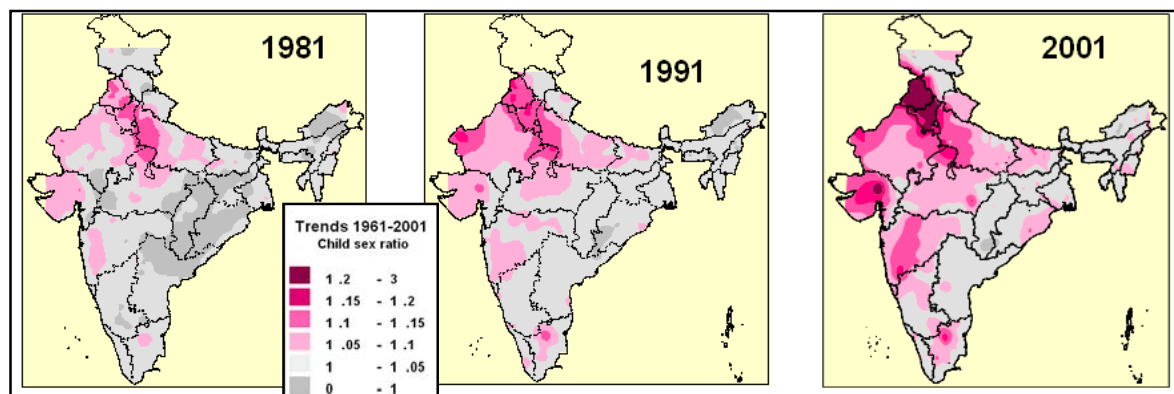 1981
1991
2001
Trends 1961-2001
Child sex ratio
1 .2 - 3
1 .15 - 1 .2
1 .1 - 1 .15
1 .05 - 1 .1
1 - 1 .05
0 - 1